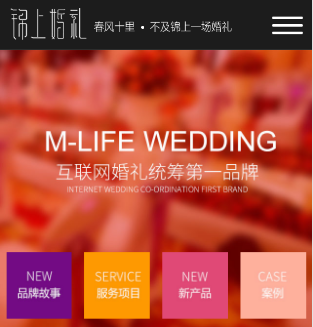 锦上婚礼 春风十里 • 不及锦上一场婚礼
M-LIFE WEDDING
互联网婚礼统筹第一品牌
INTERNET WEDDING CO-ORDINATION FIRST BRAND
NEW
品牌故事
SERVICE
服务项目
NEW
新产品
CASE
案例